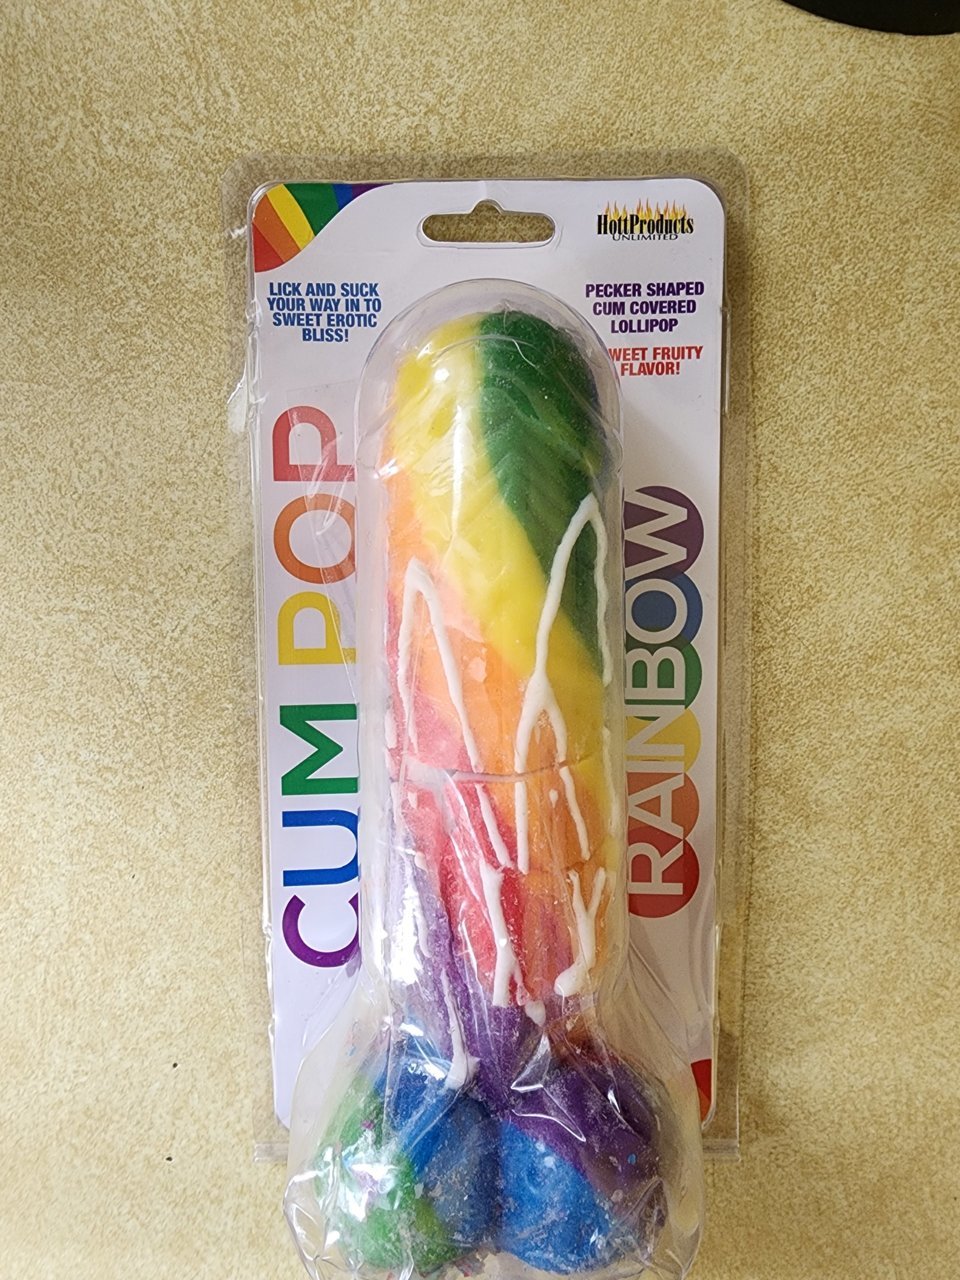 HottProducts
UNLIMITED
LICK AND SUCK
YOUR WAY IN TO
SWEET EROTIC
BLISS!
PECKER SHAPED
CUM COVERED
LOLLIPOP
WEET FRUITY
FLAVOR!
CUM POP
RAINBOW